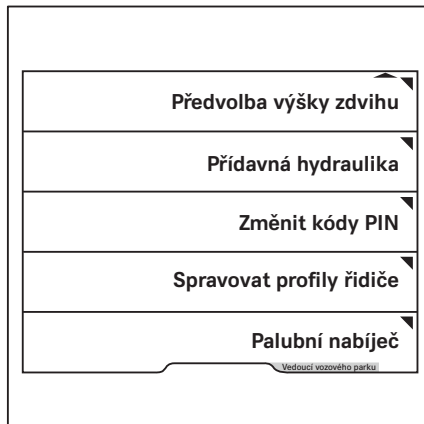 Předvolba výšky zdvihu
Přídavná hydraulika
Změnit kódy PIN
Spravovat profily řidiče
Palubní nabíječ
Vedoucí vozového parku